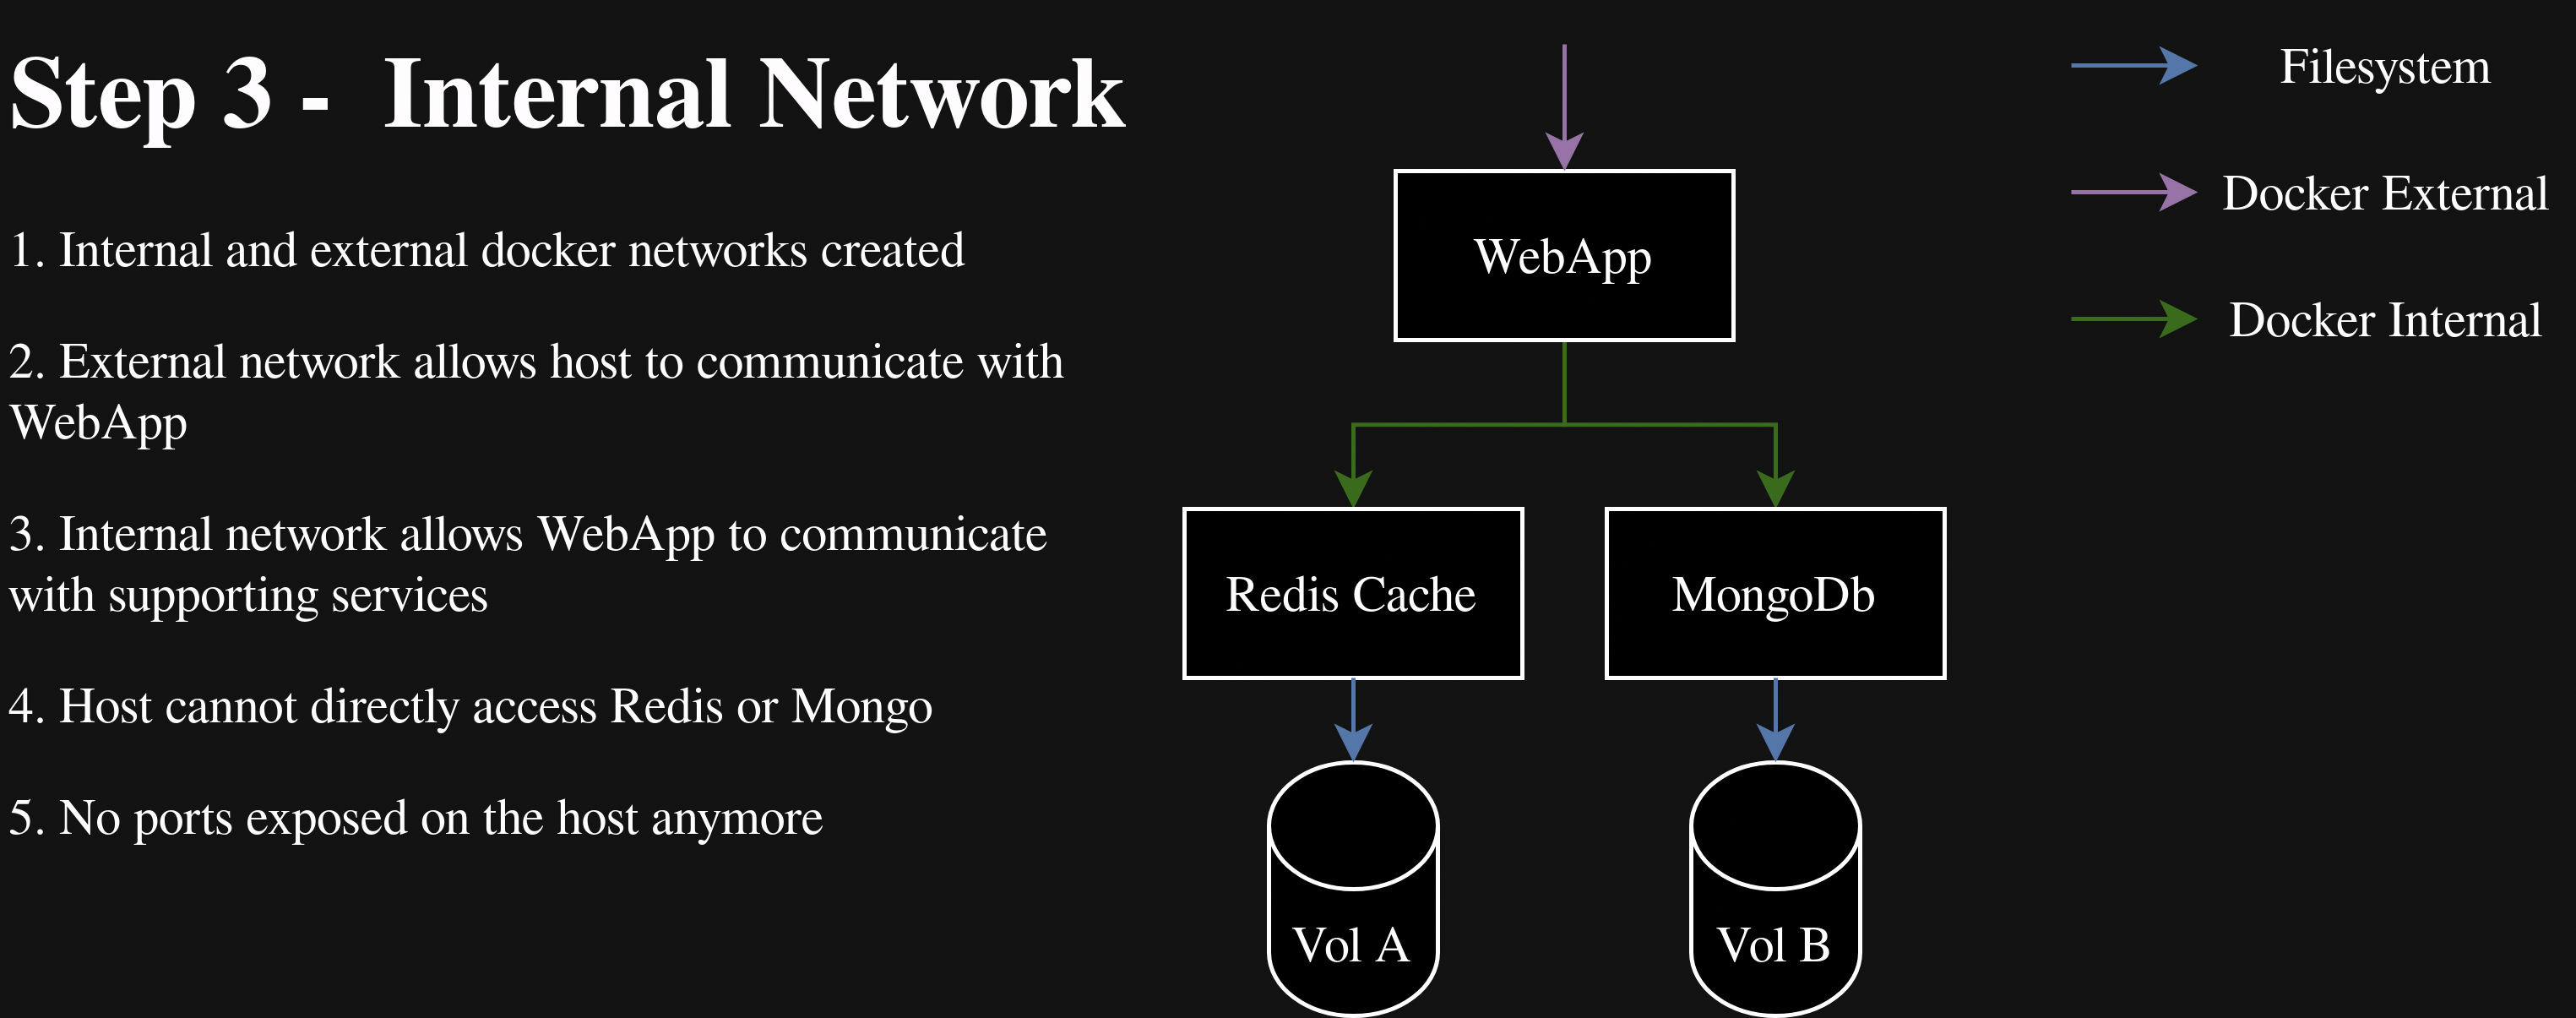 Step 3 - Internal Network
1. Internal and external docker networks created
2. External network allows host to communicate with
WebApp
3. Internal network allows WebApp to communicate
with supporting services
4. Host cannot directly access Redis or Mongo
5. No ports exposed on the host anymore
WebApp
Redis Cache
MongoDb
Vol A
Vol B
Filesystem
Docker External
Docker Internal